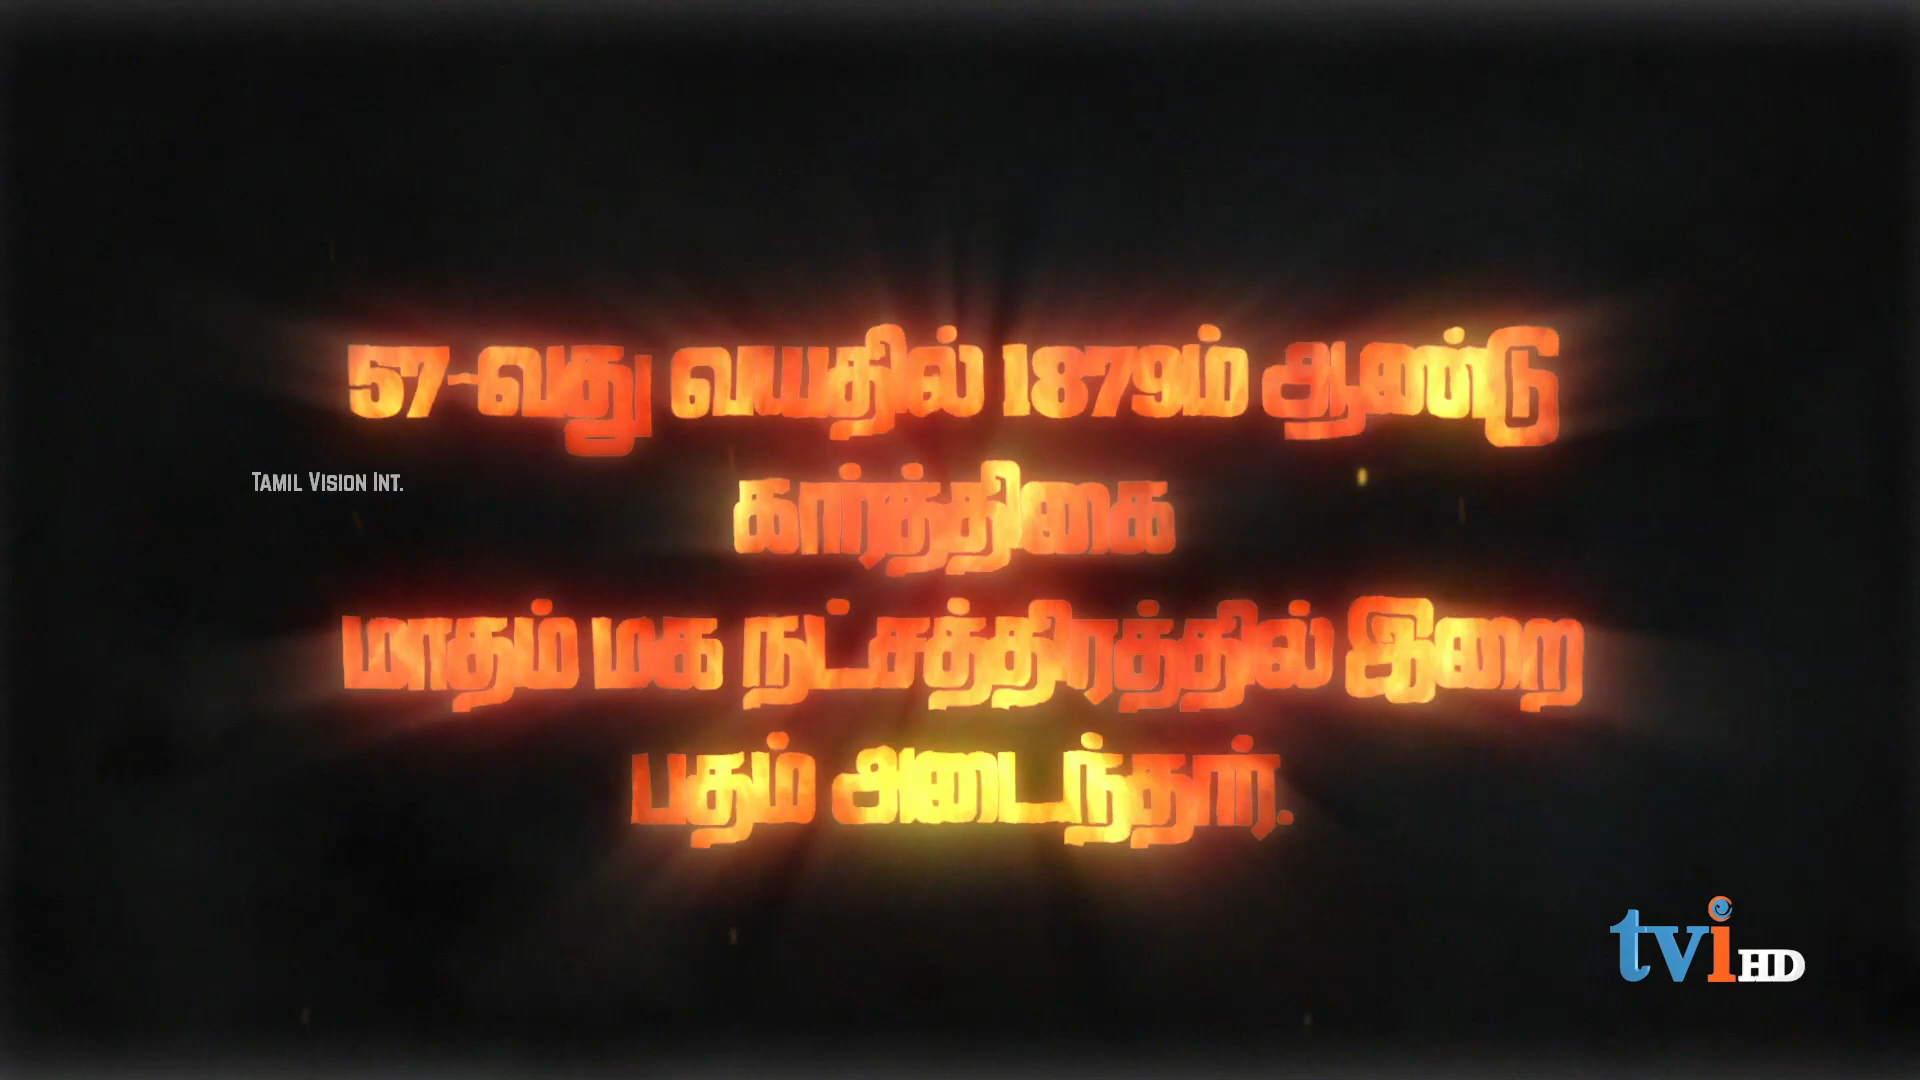 57-வது வயதில் 1879ம் ஆண்டு
கார்த்திகை
TAMIL VISION INT.
மாதம் மக நட்சத்திரத்தில் இறை
பதம் அடைந்தார்.
tvi HD